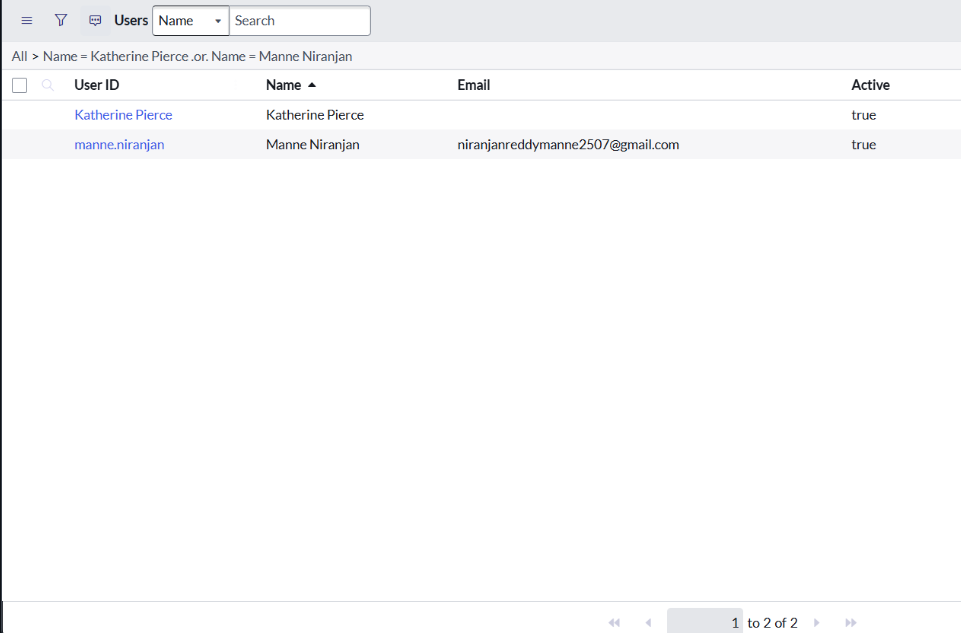 Users Name Search
All > Name = Katherine Pierce .or. Name = Manne Niranjan
User ID Name Email Active
Katherine Pierce Katherine Pierce true
manne.niranjan Manne Niranjan niranjanreddymanne2507@gmail.com true
1 to 2 of 2